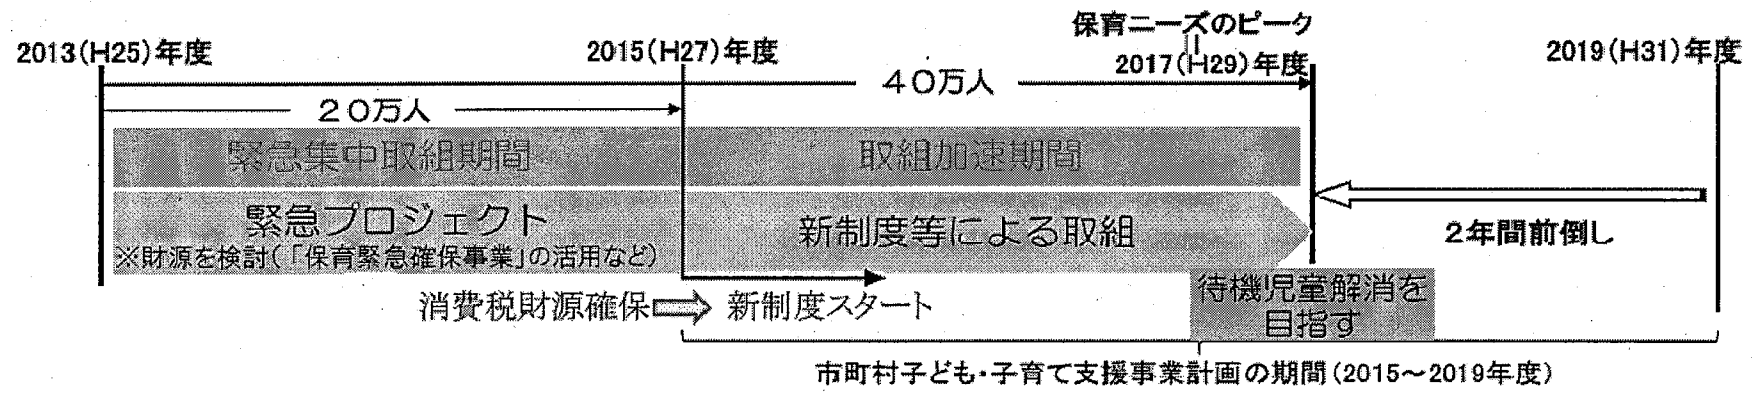 保育ニーズのピーク
||
2013(H25)年度
2015(H27)年度
2017(H29)年度
2019(H31)年度
40万人
20万人
緊急集中取組期間
取組加速期間
緊急プロジェクト
※財源を検討(「保育緊急確保事業」の活用など)
新制度等による取組
2年間前倒し
消費税財源確保
新制度スタート
待機児童解消を
目指す
市町村子ども・子育て支援事業計画の期間(2015～2019年度)